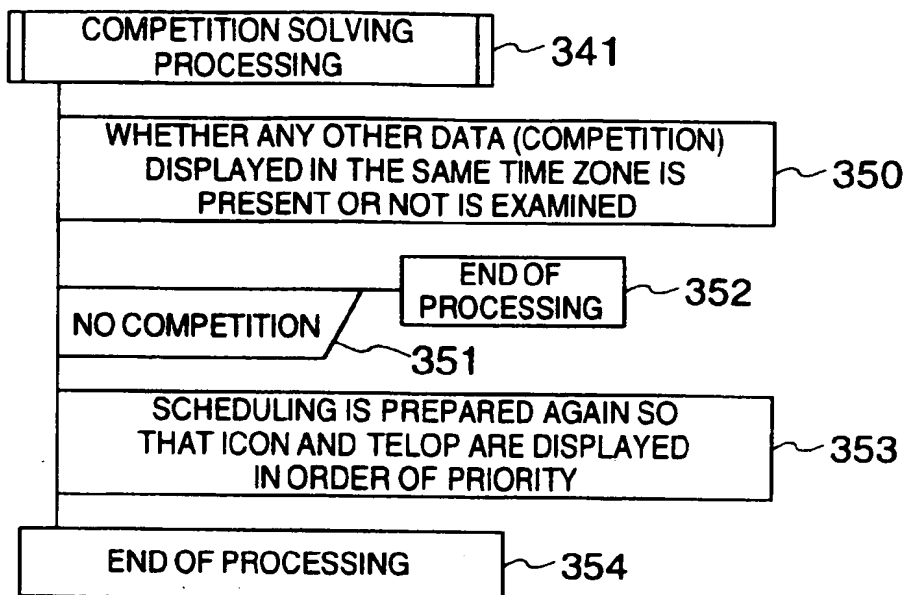 COMPETITION SOLVING
PROCESSING
341
WHETHER ANY OTHER DATA (COMPETITION)
DISPLAYED IN THE SAME TIME ZONE IS
PRESENT OR NOT IS EXAMINED
350
END OF
PROCESSING
352
NO COMPETITION
351
SCHEDULING IS PREPARED AGAIN SO
THAT ICON AND TELOP ARE DISPLAYED
IN ORDER OF PRIORITY
353
END OF PROCESSING
354